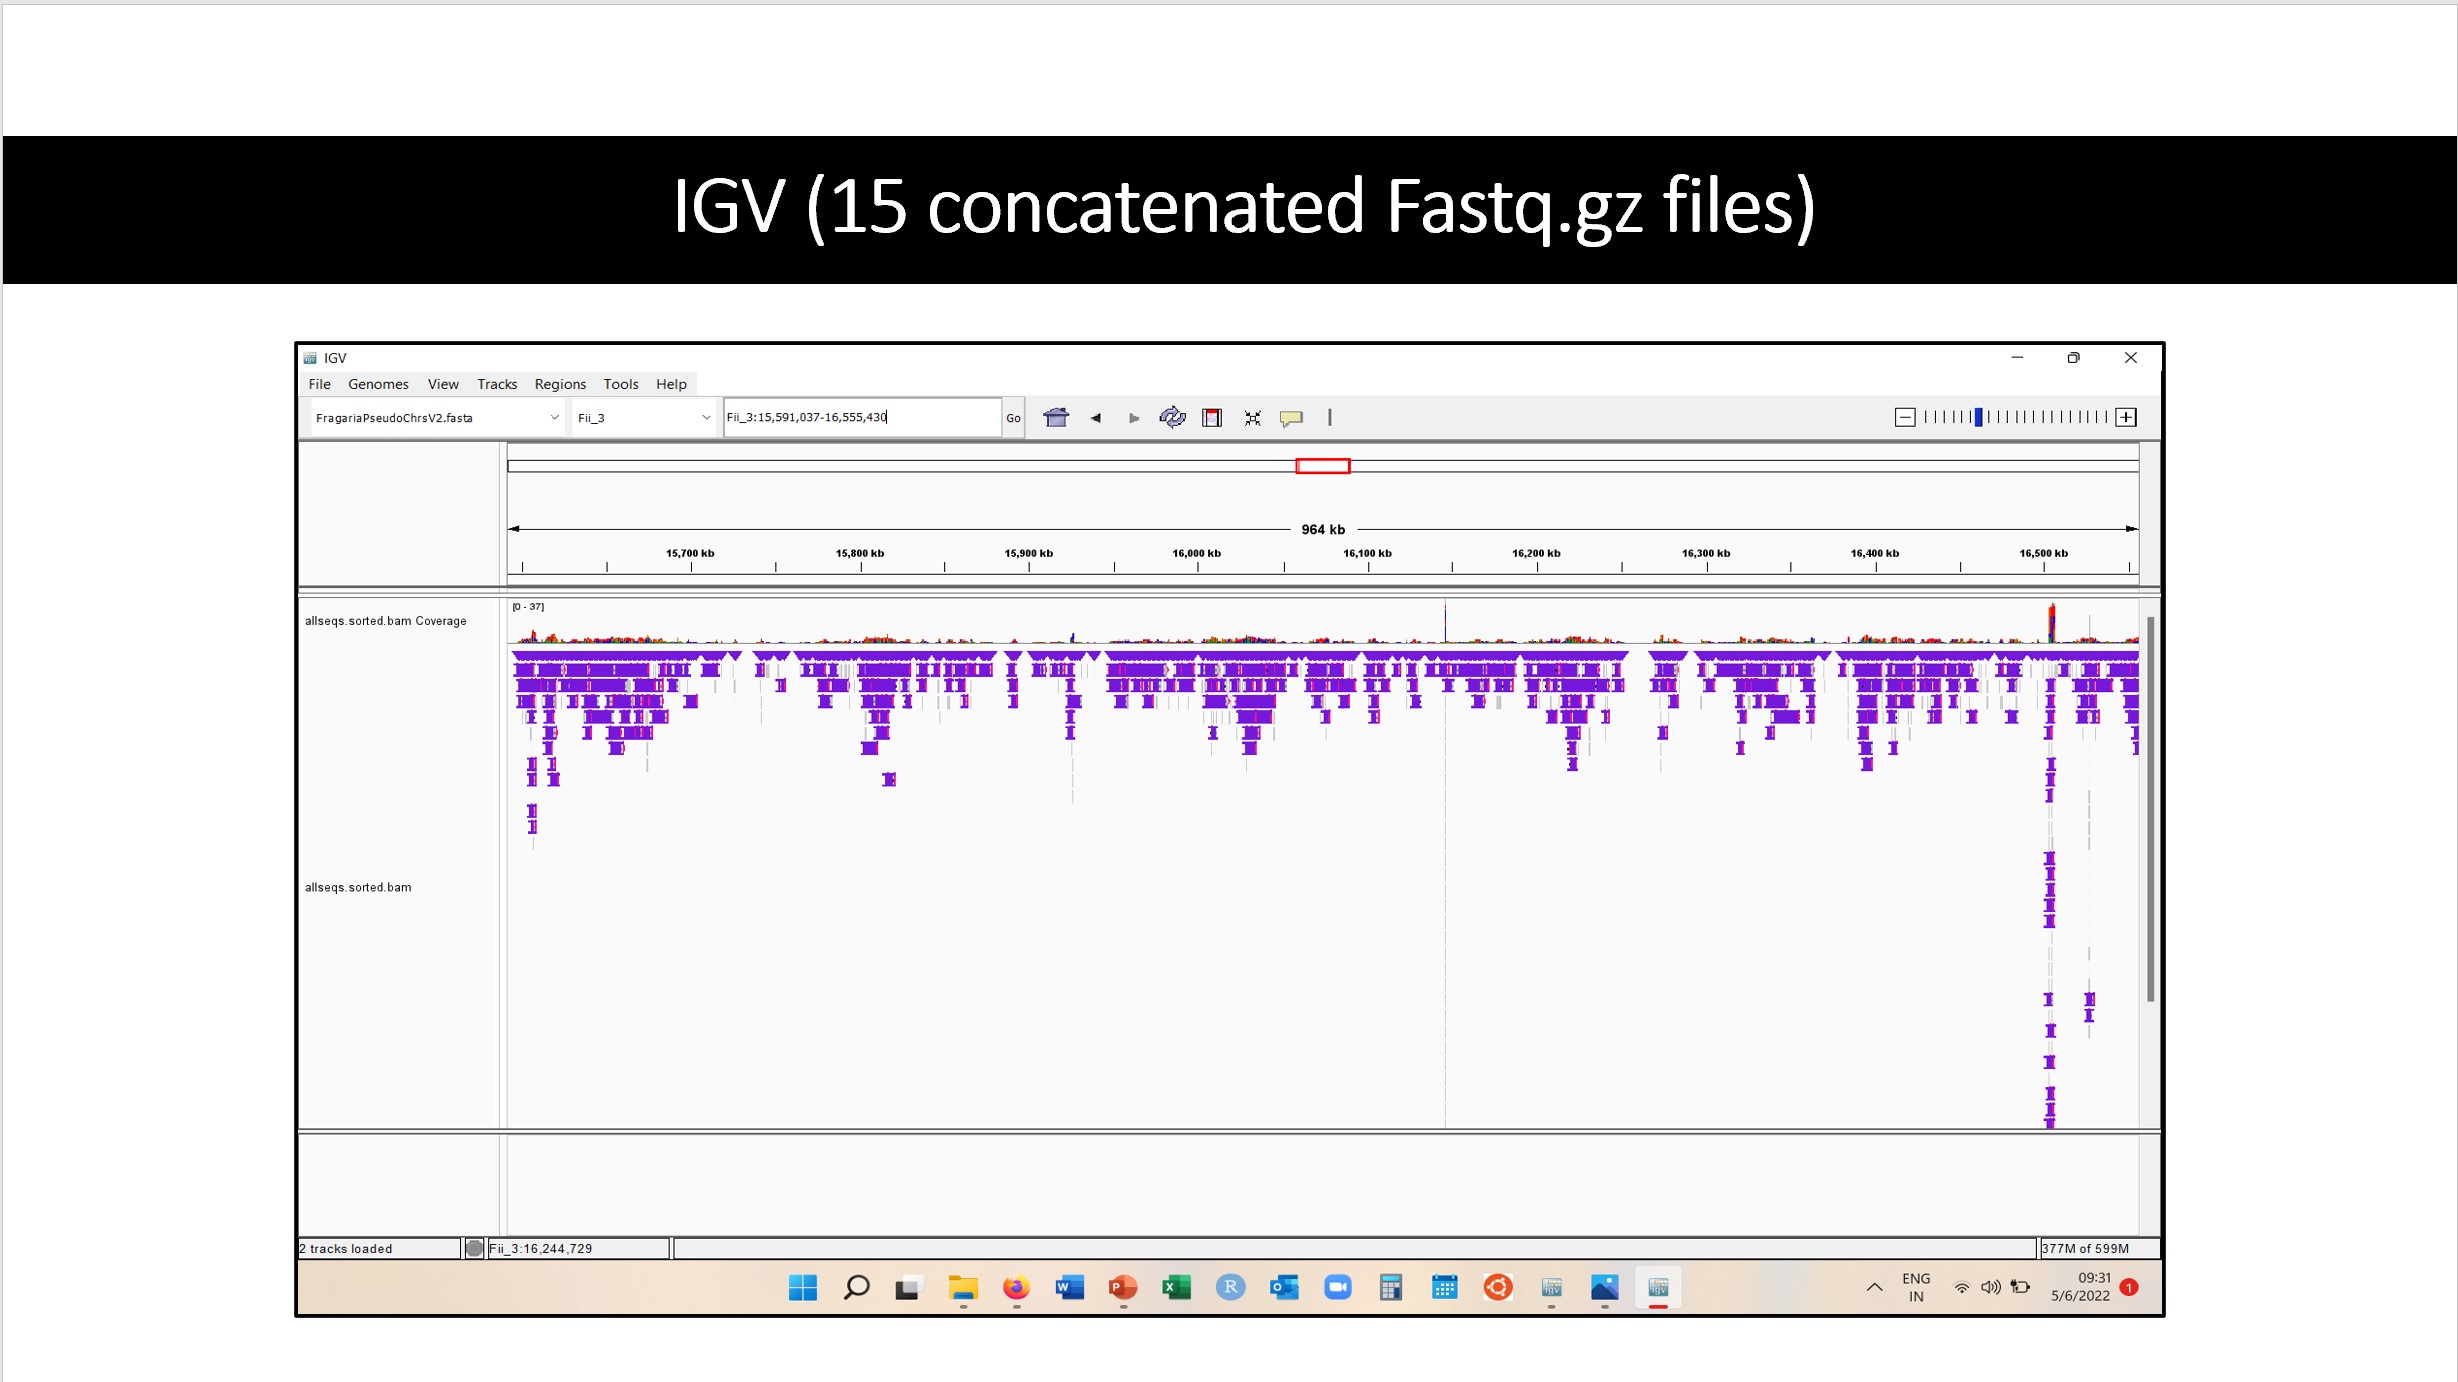 IGV (15 concatenated Fastq.gz files)
IGV
File Genomes View Tracks Regions Tools Help
FragariaPseudoChrsV2.fasta Fii_3 Fii_3:15,591,037-16,555,430 Go
964 kb
15,700 kb 15,800 kb 15,900 kb 16,000 kb 16,100 kb 16,200 kb 16,300 kb 16,400 kb 16,500 kb
[0 - 37]
allseqs.sorted.bam Coverage
allseqs.sorted.bam
2 tracks loaded Fii_3:16,244,729 377M of 599M
ENG 09:31
IN 5/6/2022 1